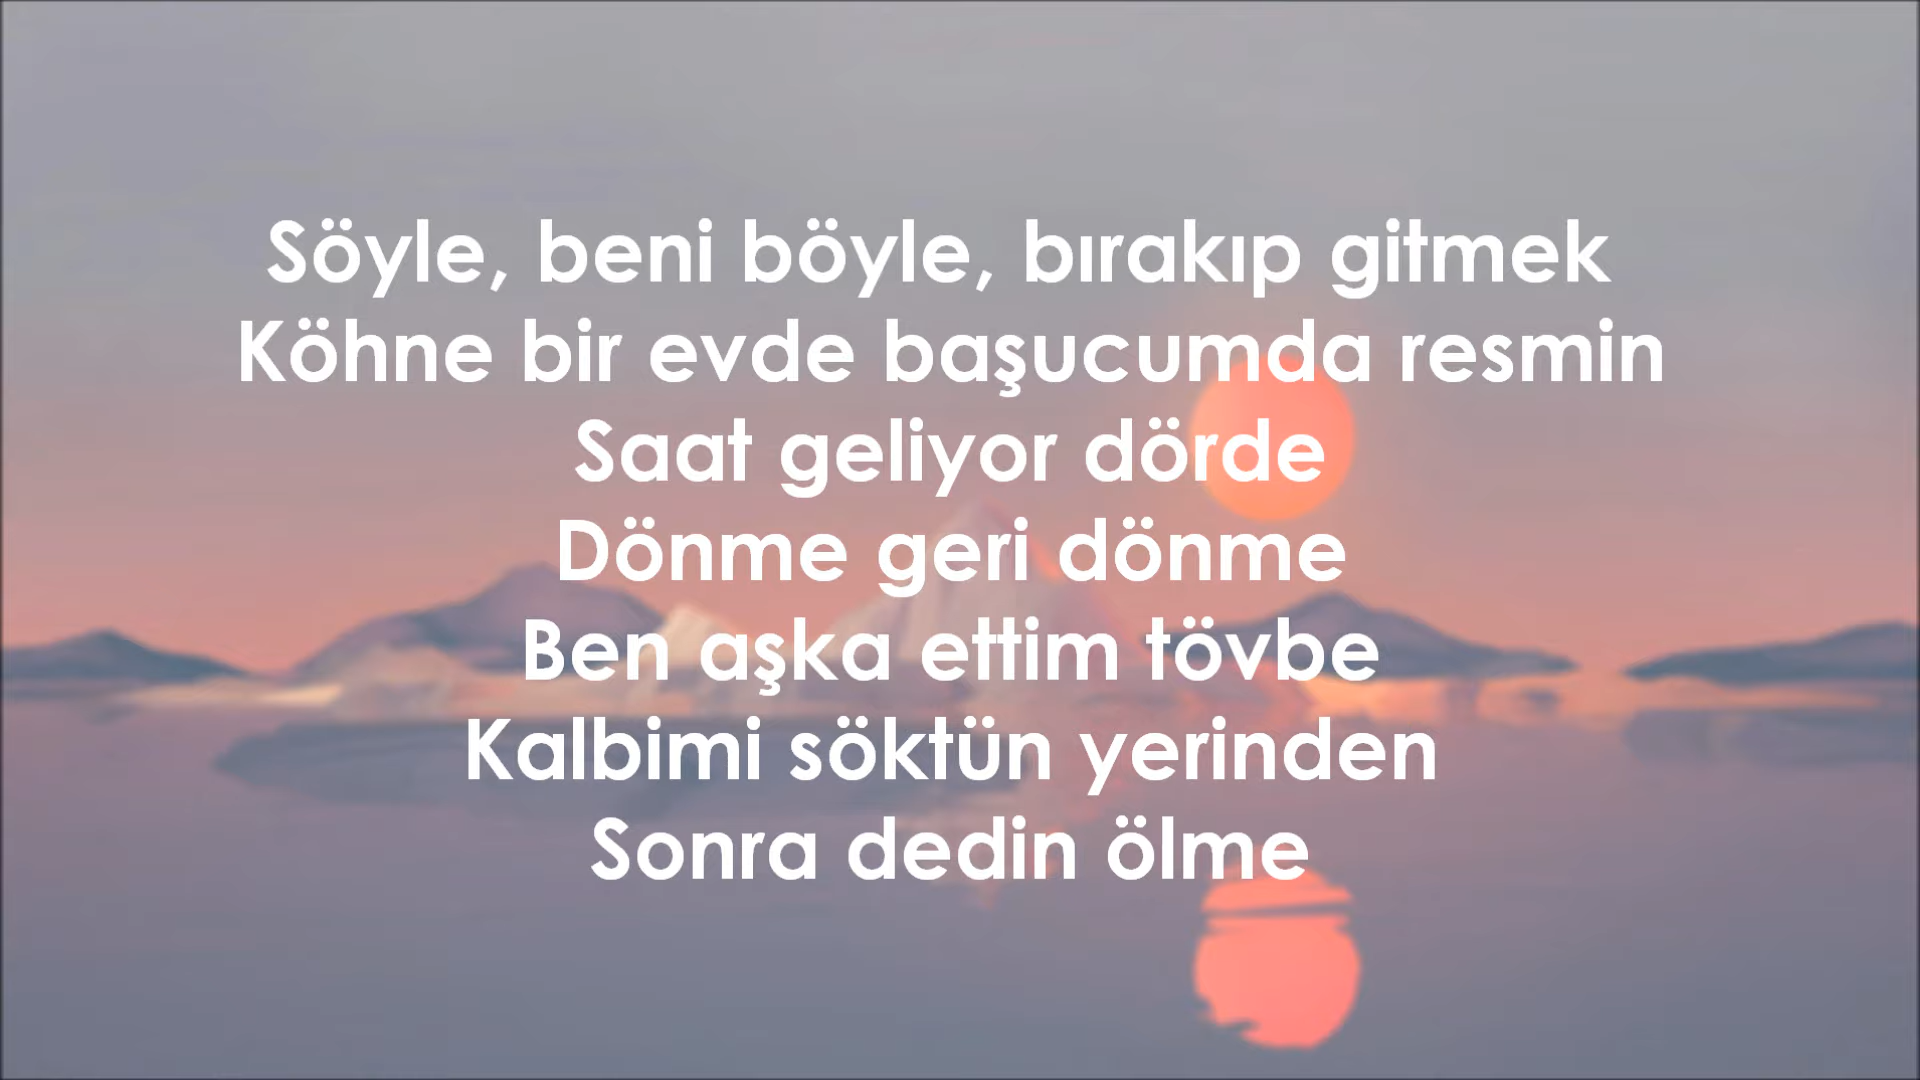 Söyle, beni böyle, bırakıp gitmek
Köhne bir evde başucumda resmin
Saat geliyor dörde
Dönme geri dönme
Ben aşka ettim tövbe
Kalbimi söktün yerinden
Sonra dedin ölme